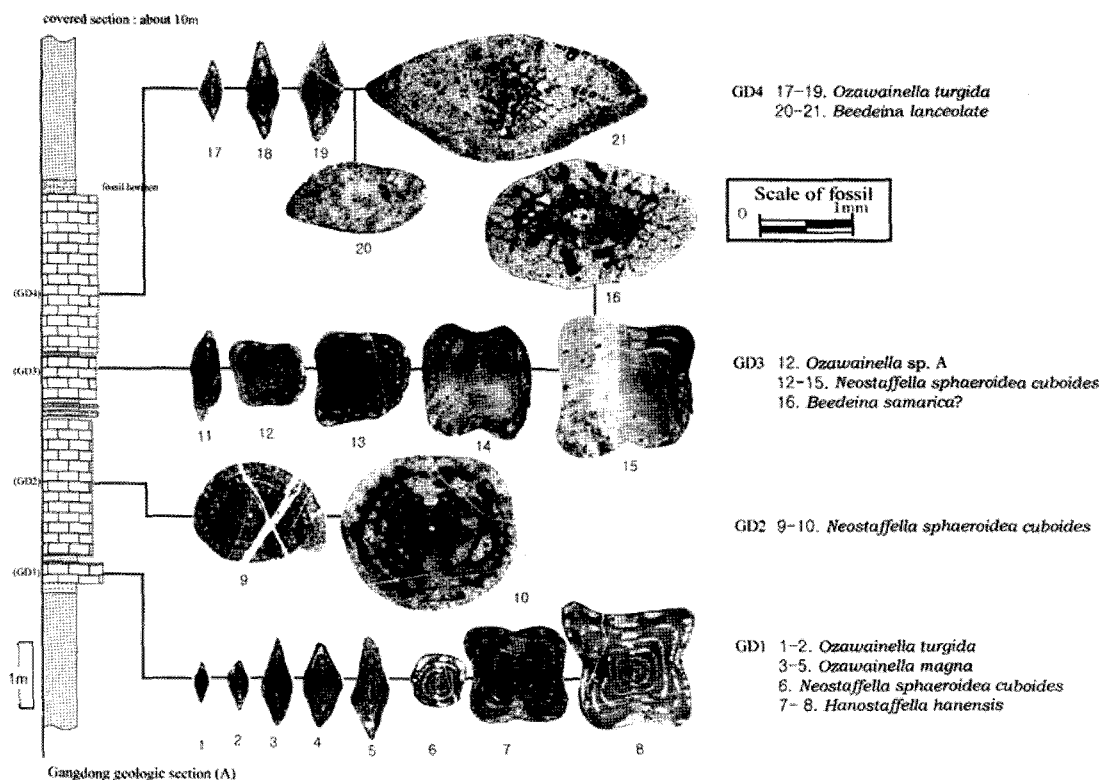 covered section : about 10m
17
18
19
20
21
GD4 17-19. Ozawainella turgida
20-21. Beedeina lanceolate
Scale of fossil
0 1mm
fossil horizon
(GD4)
16
(GD3)
11
12
13
14
15
GD3 12. Ozawainella sp. A
12-15. Neostaffella sphaeroidea cuboides
16. Beedeina samarica?
(GD2)
9
10
GD2 9-10. Neostaffella sphaeroidea cuboides
(GD1)
1m
1
2
3
4
5
6
7
8
GD1 1-2. Ozawainella turgida
3-5. Ozawainella magna
6. Neostaffella sphaeroidea cuboides
7-8. Hanostaffella hanensis
Gangdong geologic section (A)